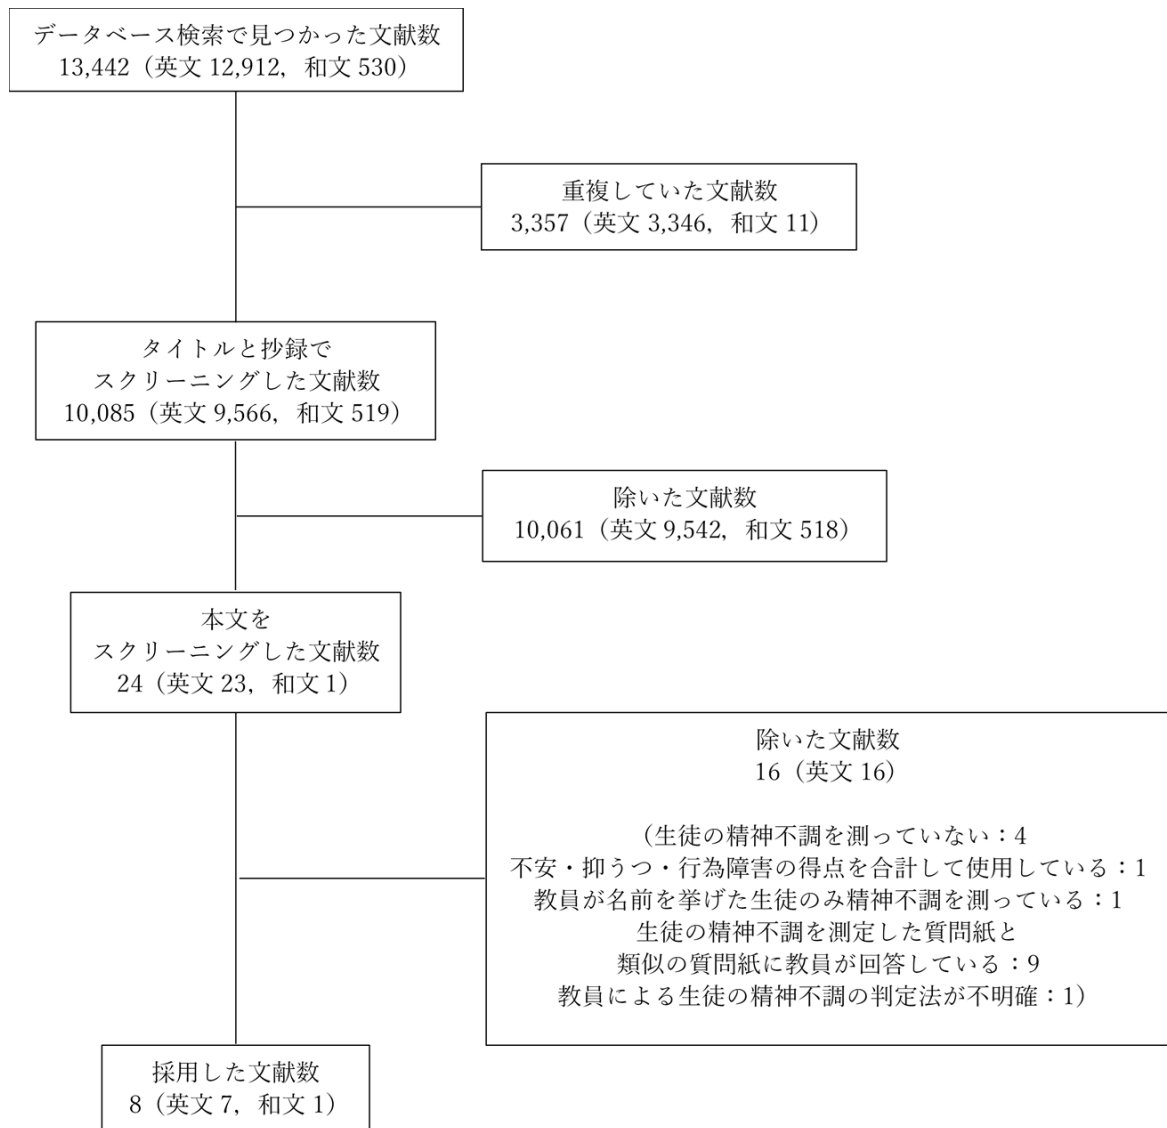 データベース検索で見つかった文献数
13,442（英文 12,912，和文 530）
重複していた文献数
3,357（英文 3,346，和文 11）
タイトルと抄録で
スクリーニングした文献数
10,085（英文 9,566，和文 519）
除いた文献数
10,061（英文 9,542，和文 518）
本文を
スクリーニングした文献数
24（英文 23，和文 1）
除いた文献数
16（英文 16）
（生徒の精神不調を測っていない：4
不安・抑うつ・行為障害の得点を合計して使用している：1
教員が名前を挙げた生徒のみ精神不調を測っている：1
生徒の精神不調を測定した質問紙と
類似の質問紙に教員が回答している：9
教員による生徒の精神不調の判定法が不明確：1）
採用した文献数
8（英文 7，和文 1）